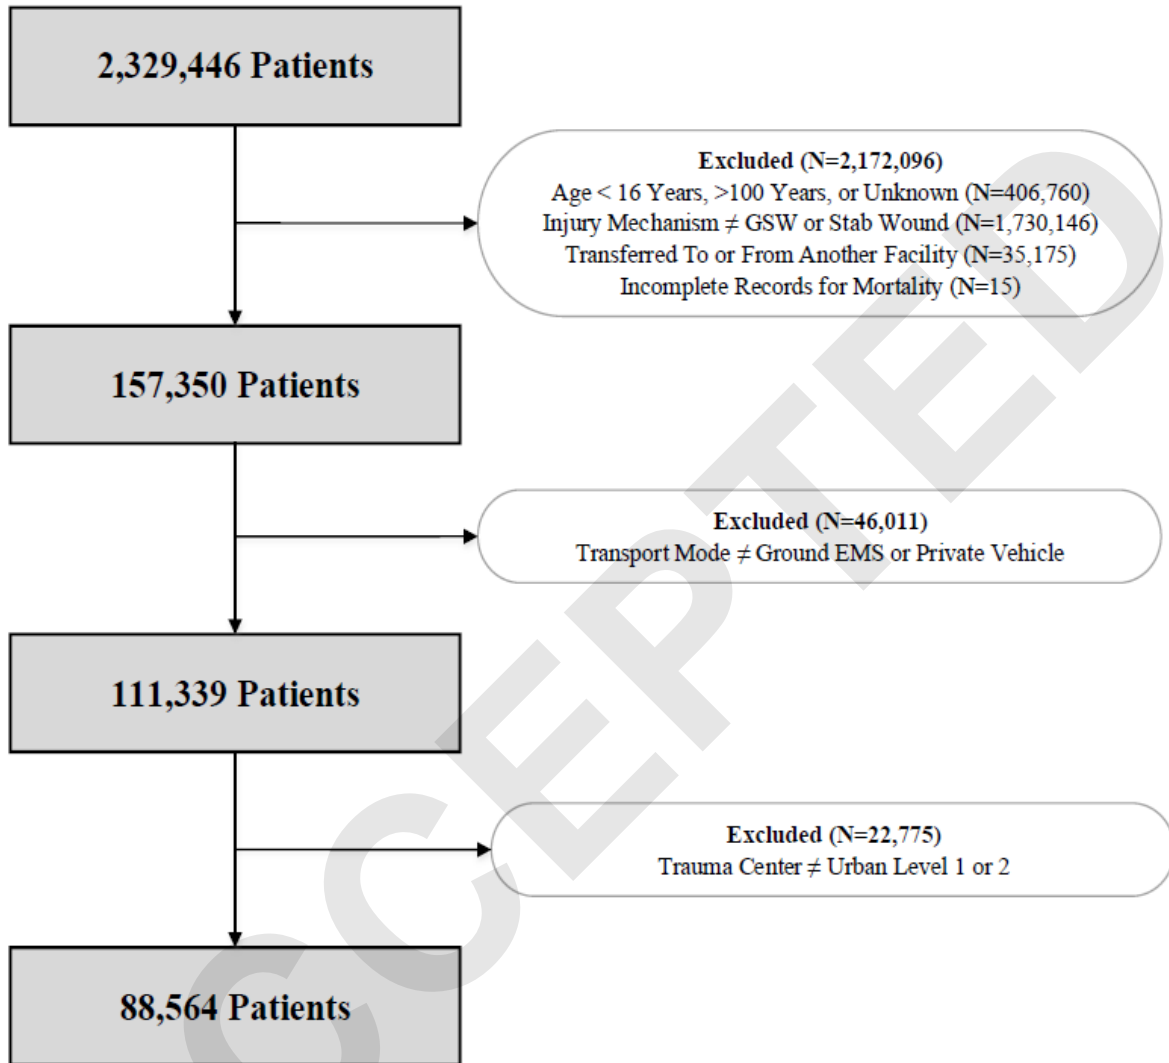 2,329,446 Patients
Excluded (N=2,172,096)
Age < 16 Years, >100 Years, or Unknown (N=406,760)
Injury Mechanism ≠ GSW or Stab Wound (N=1,730,146)
Transferred To or From Another Facility (N=35,175)
Incomplete Records for Mortality (N=15)
157,350 Patients
Excluded (N=46,011)
Transport Mode ≠ Ground EMS or Private Vehicle
111,339 Patients
Excluded (N=22,775)
Trauma Center ≠ Urban Level 1 or 2
88,564 Patients
CCEPTED